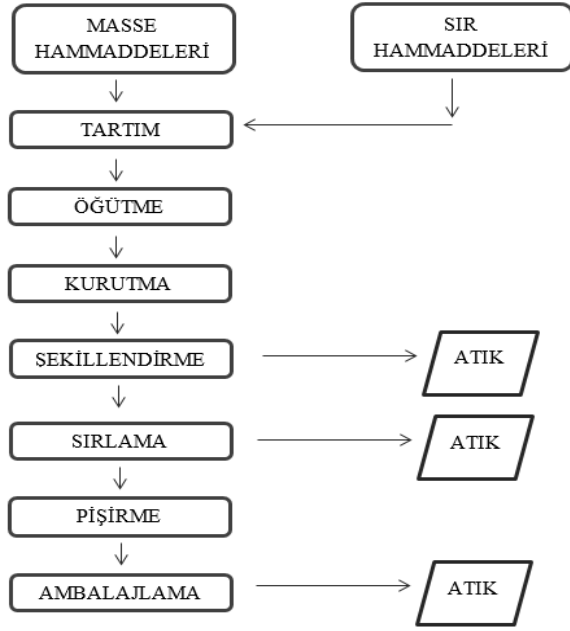 MASSE
HAMMADDELERİ
SIR
HAMMADDELERİ
TARTIM
ÖĞÜTME
KURUTMA
ŞEKİLLENDİRME
ATIK
SIRLAMA
ATIK
PİŞİRME
AMBALAJLAMA
ATIK